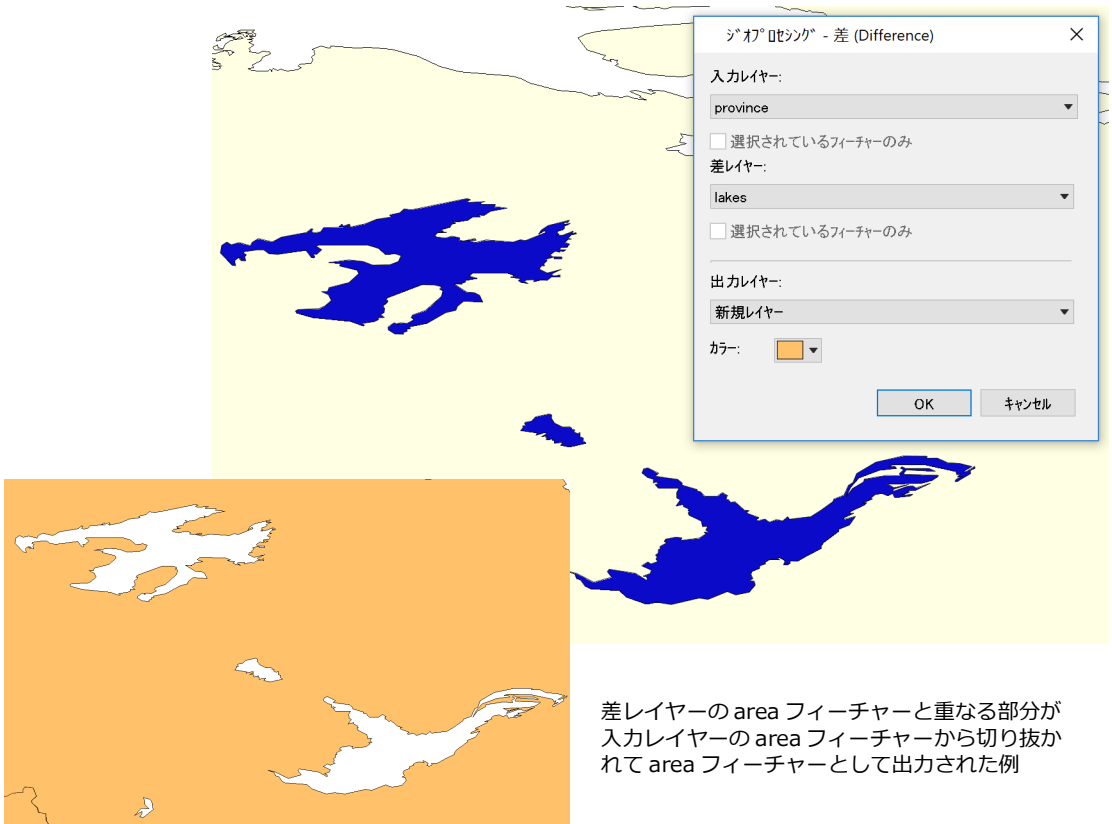 ジオプロセシング - 差 (Difference)
入力レイヤー:
province
選択されているフィーチャーのみ
差レイヤー:
lakes
選択されているフィーチャーのみ
出力レイヤー:
新規レイヤー
カラー:
OK キャンセル
差レイヤーの area フィーチャーと重なる部分が
入力レイヤーの area フィーチャーから切り抜か
れて area フィーチャーとして出力された例